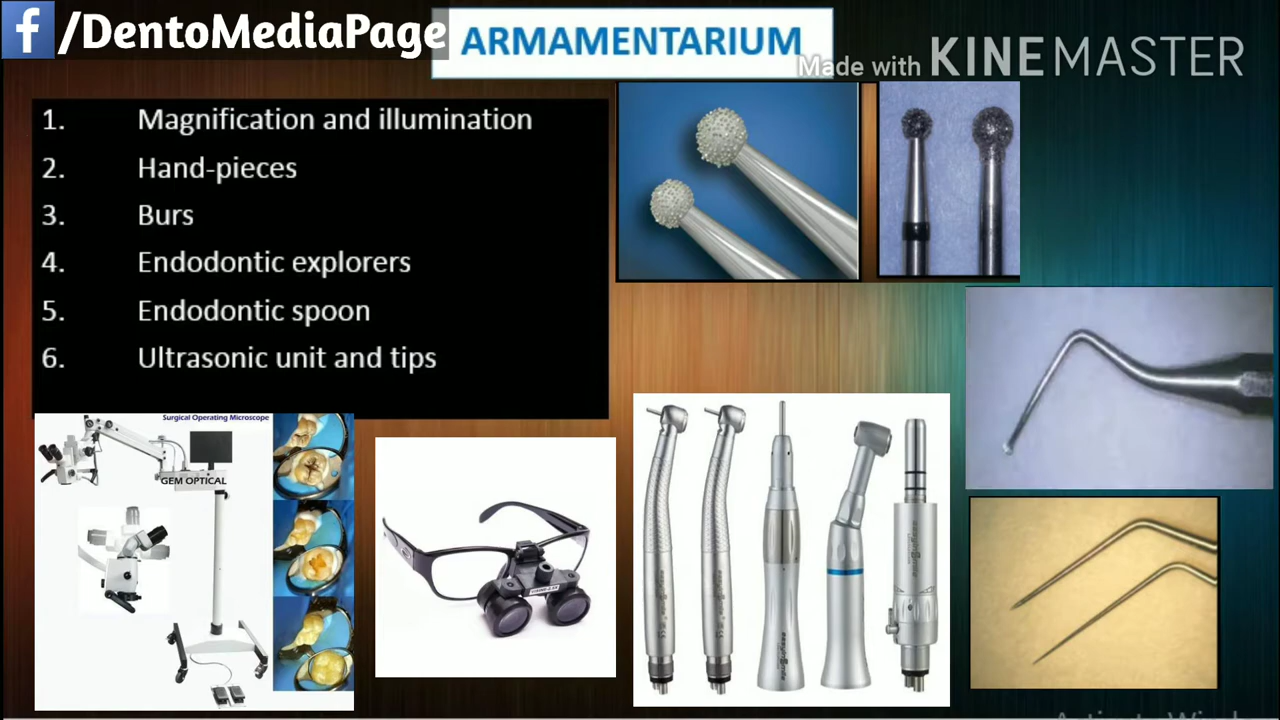 f /DentoMediaPage
ARMAMENTARIUM
Made with KINEMASTER
1. Magnification and illumination
2. Hand-pieces
3. Burs
4. Endodontic explorers
5. Endodontic spoon
6. Ultrasonic unit and tips
Surgical Operating Microscope
GEM OPTICAL